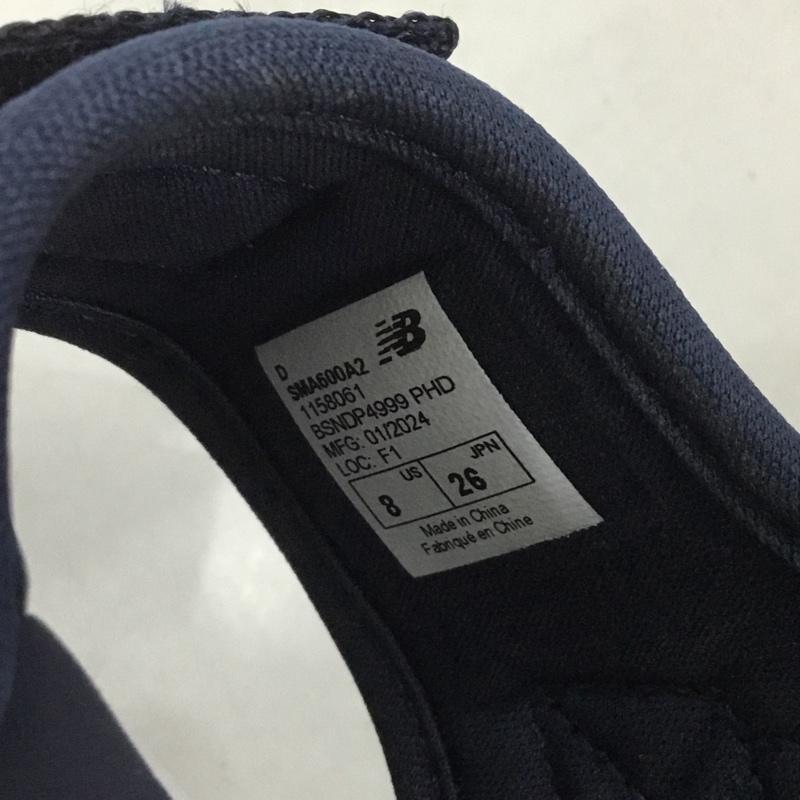 D
NB
SMA600A2
1158061
BSNDP4999 PHD
MFG: 01/2024
LOC: F1
US JPN
8 26
Made in China
Fabriqué en Chine